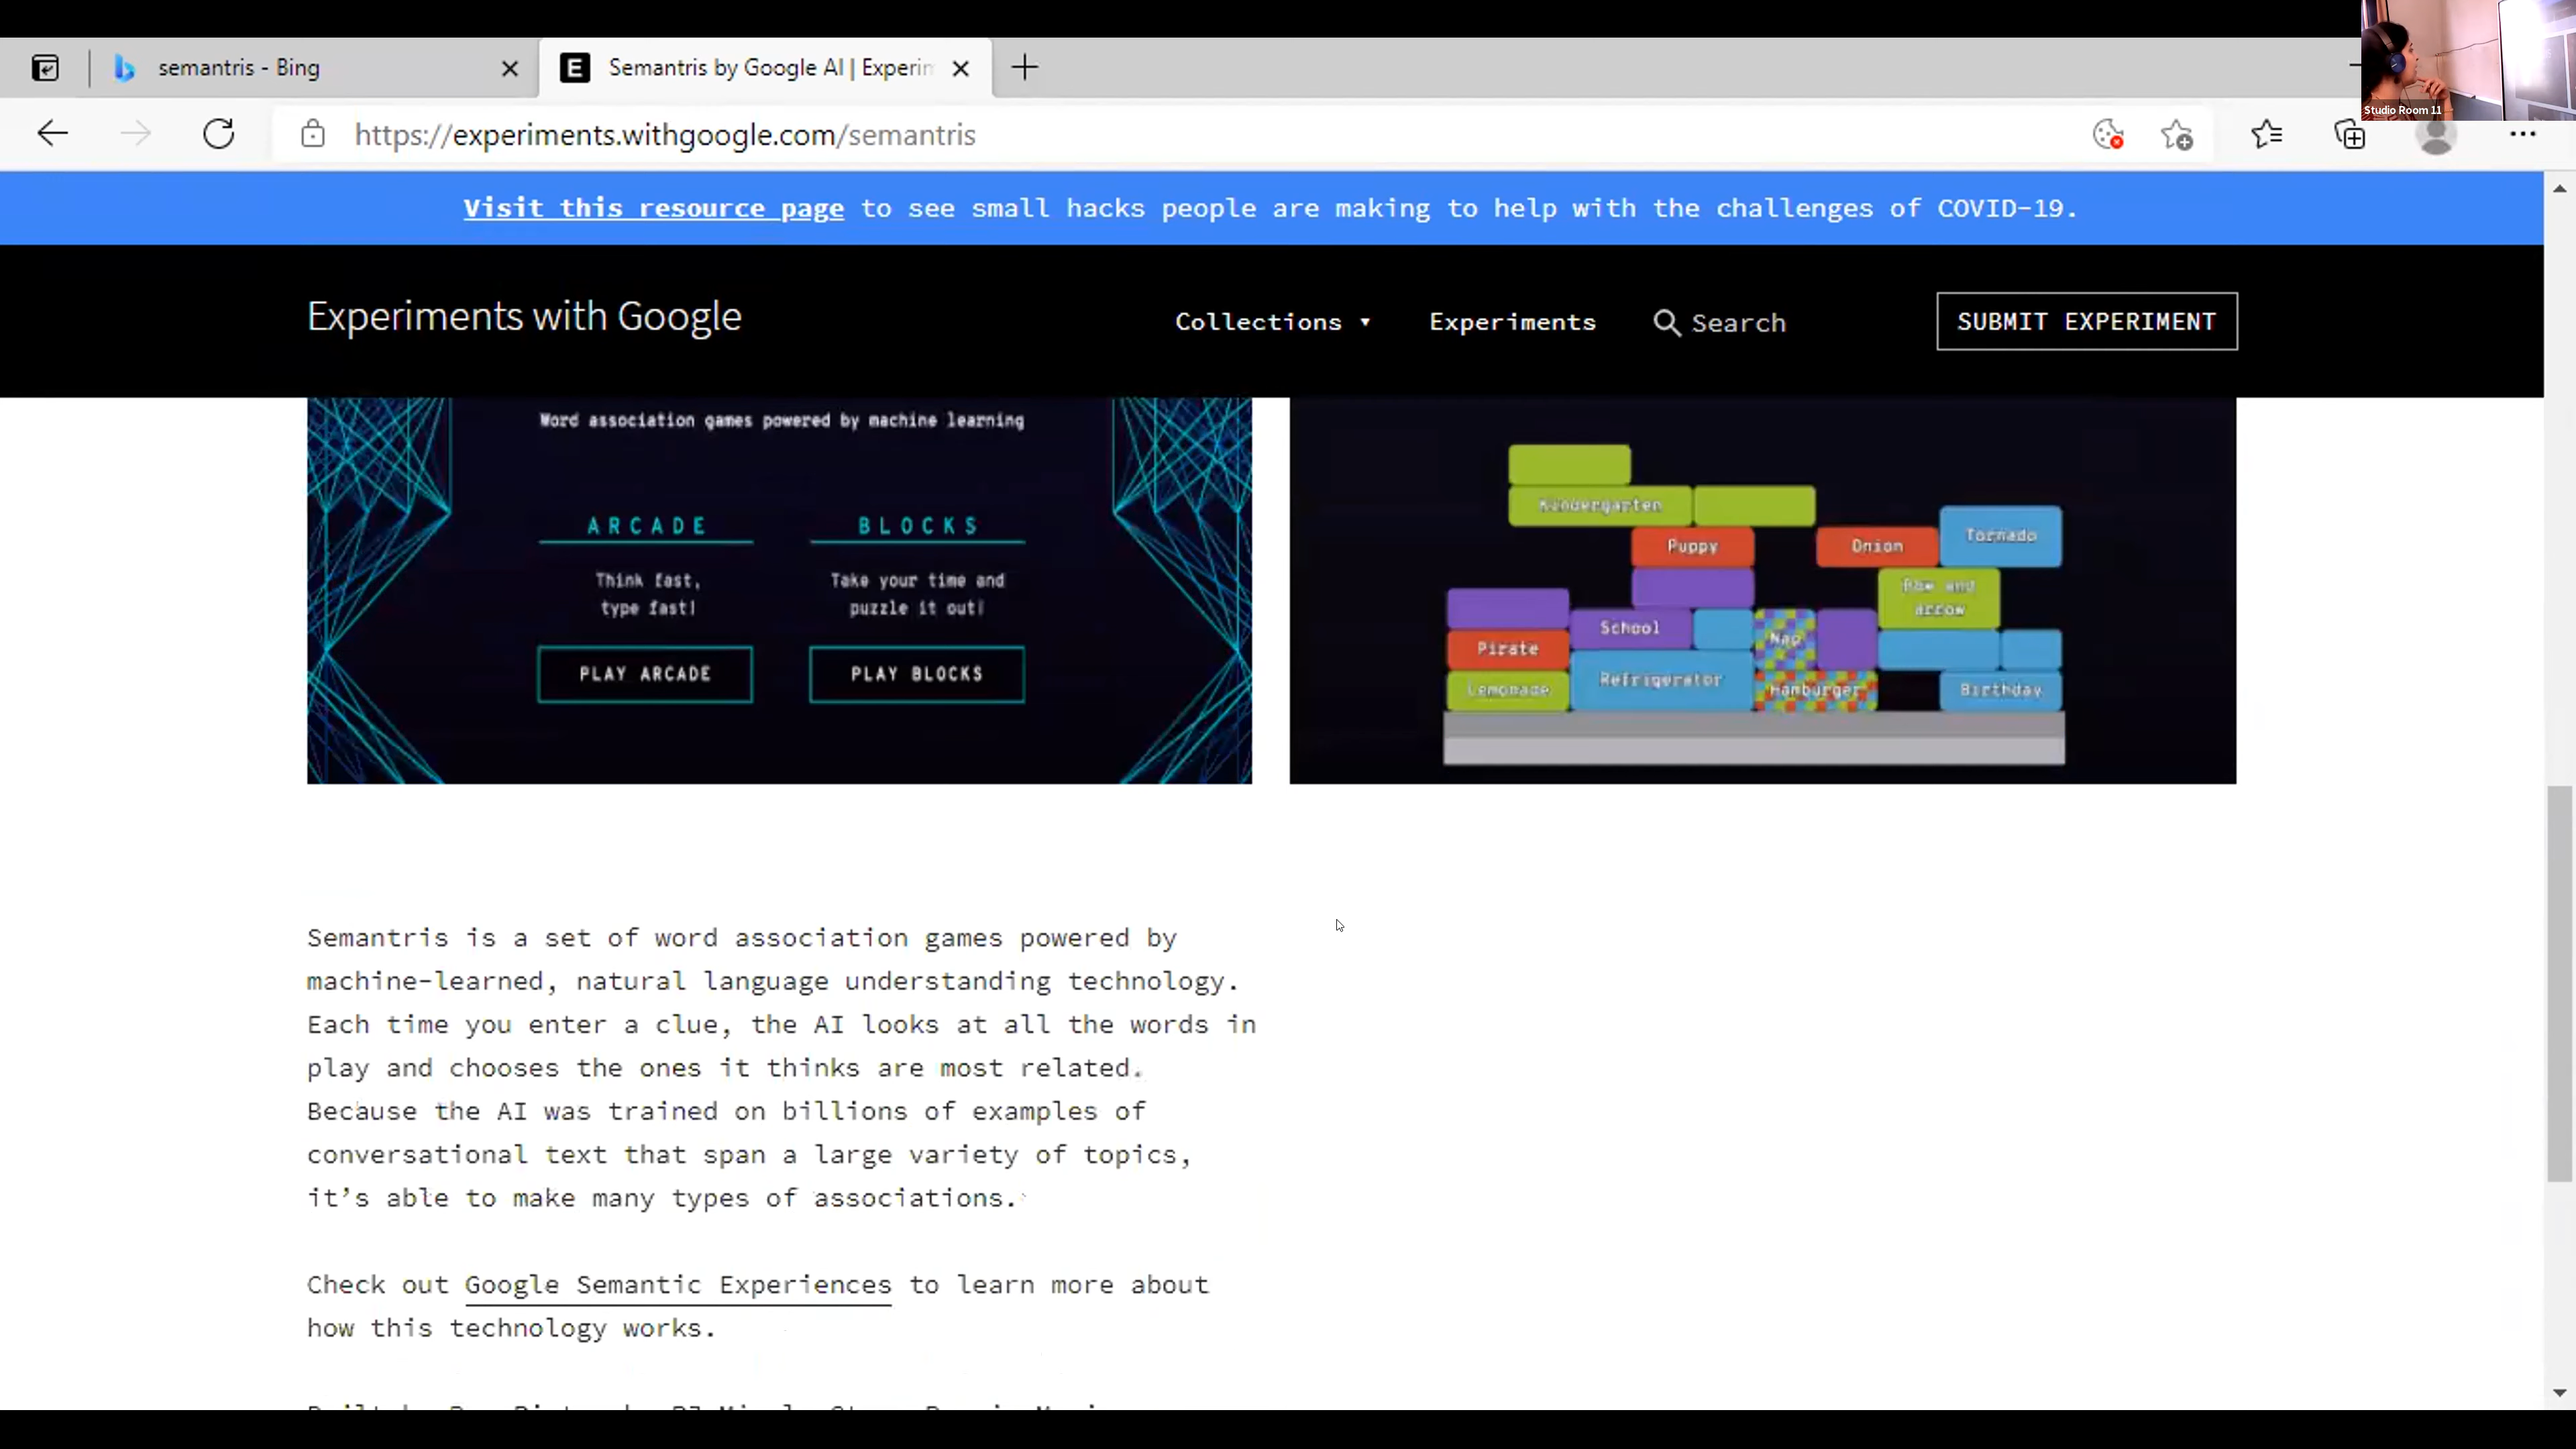 semantris - Bing
Semantris by Google AI | Experim
Studio Room 11
https://experiments.withgoogle.com/semantris
Visit this resource page to see small hacks people are making to help with the challenges of COVID-19.
Experiments with Google
Collections
Experiments
Search
SUBMIT EXPERIMENT
Word association games powered by machine learning
ARCADE
BLOCKS
Think fast,
type fast!
Take your time and
puzzle it out!
PLAY ARCADE
PLAY BLOCKS
Kindergarten
Puppy
Onion
Tornado
Bow and
arrow
School
Nap
Pirate
Refrigerator
Lemonade
Hamburger
Birthday
Semantris is a set of word association games powered by
machine-learned, natural language understanding technology.
Each time you enter a clue, the AI looks at all the words in
play and chooses the ones it thinks are most related.
Because the AI was trained on billions of examples of
conversational text that span a large variety of topics,
it's able to make many types of associations.
Check out Google Semantic Experiences to learn more about
how this technology works.